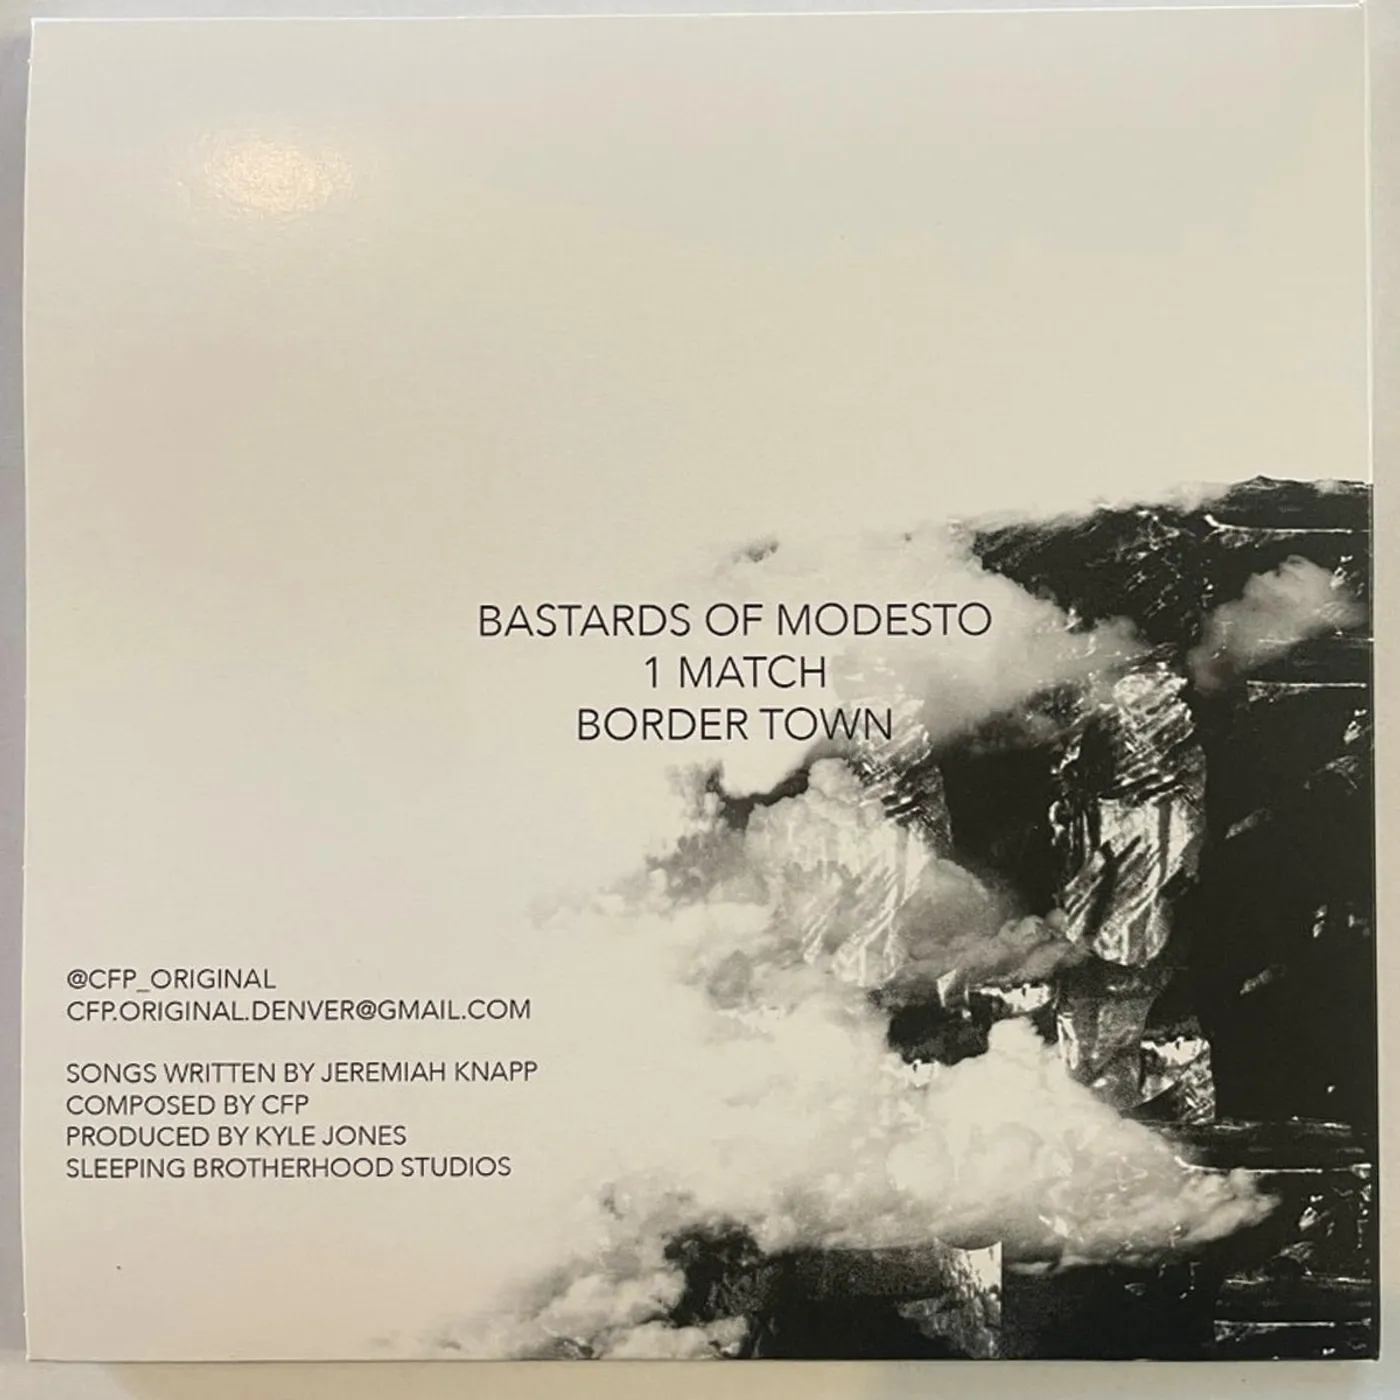 BASTARDS OF MODESTO
1 MATCH
BORDER TOWN
@CFP_ORIGINAL
CFP.ORIGINAL.DENVER@GMAIL.COM
SONGS WRITTEN BY JEREMIAH KNAPP
COMPOSED BY CFP
PRODUCED BY KYLE JONES
SLEEPING BROTHERHOOD STUDIOS